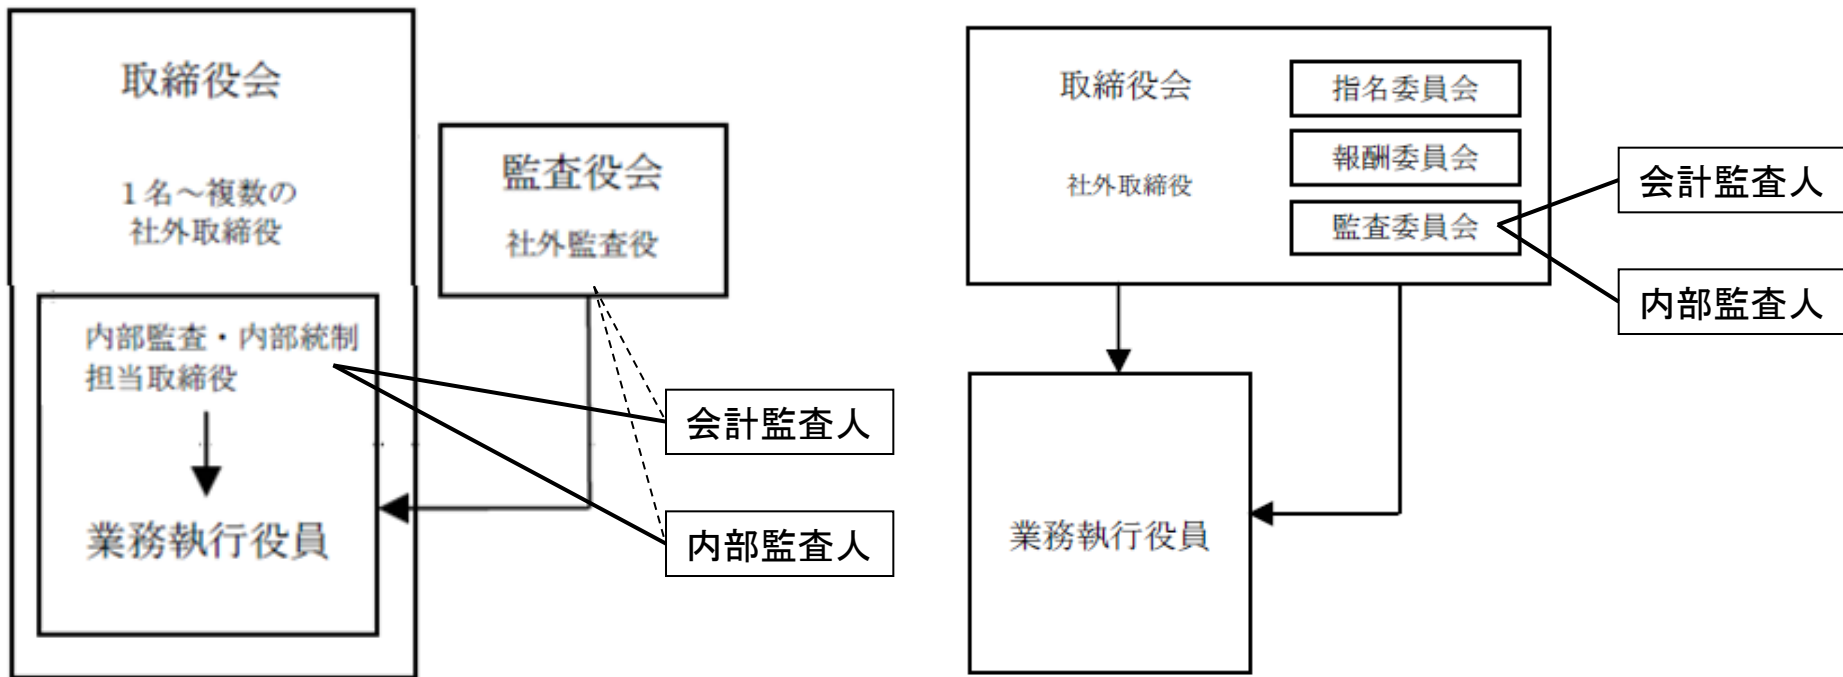 取締役会
1名～複数の
社外取締役
内部監査・内部統制
担当取締役
業務執行役員
監査役会
社外監査役
会計監査人
内部監査人
取締役会
社外取締役
指名委員会
報酬委員会
監査委員会
会計監査人
内部監査人
業務執行役員